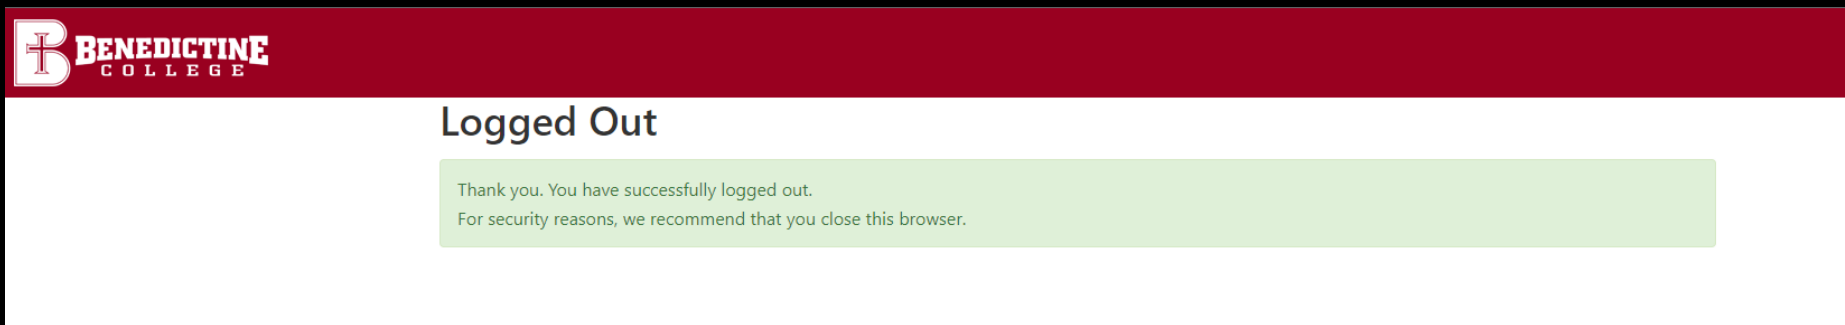 BENEDICTINE
COLLEGE
Logged Out
Thank you. You have successfully logged out.
For security reasons, we recommend that you close this browser.